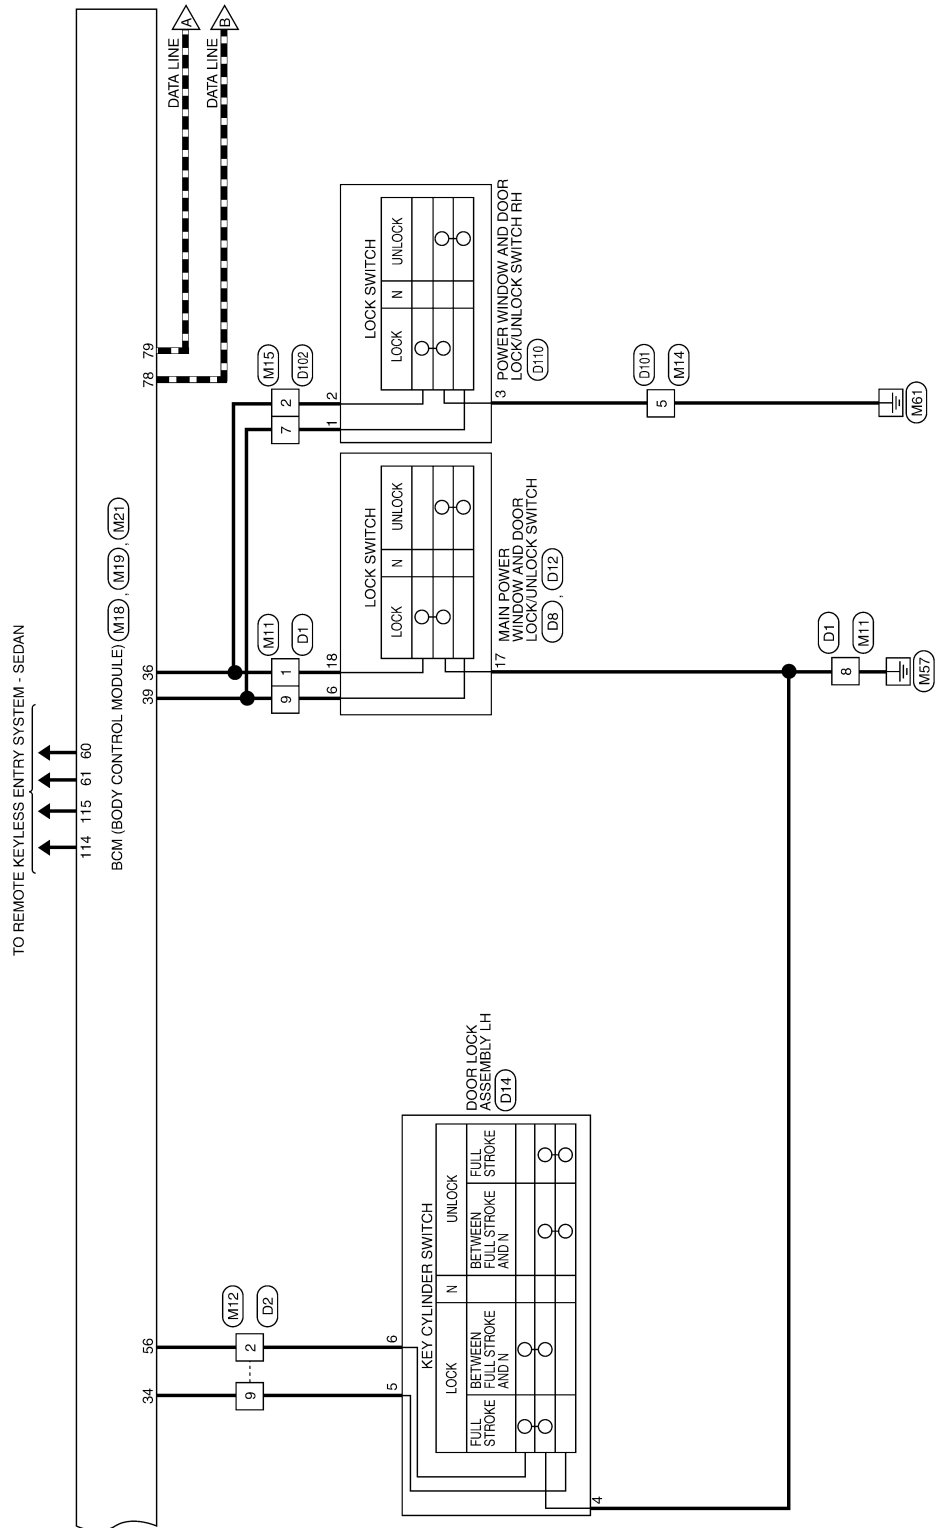 TO REMOTE KEYLESS ENTRY SYSTEM - SEDAN
114
115
61
60
BCM (BODY CONTROL MODULE) M18 , M19 , M21
34
56
39
36
78
79
DATA LINE
A
DATA LINE
B
9
2
M12
D2
5
6
KEY CYLINDER SWITCH
LOCK
N
UNLOCK
FULL
STROKE
BETWEEN
FULL STROKE
AND N
BETWEEN
FULL STROKE
AND N
FULL
STROKE
DOOR LOCK
ASSEMBLY LH
D14
4
9
1
M11
D1
6
18
LOCK SWITCH
LOCK
N
UNLOCK
17
MAIN POWER
WINDOW AND DOOR
LOCK/UNLOCK SWITCH
D8 , D12
8
D1
M11
M57
7
2
M15
D102
1
2
LOCK SWITCH
LOCK
N
UNLOCK
3
POWER WINDOW AND DOOR
LOCK/UNLOCK SWITCH RH
D110
5
D101
M14
M61